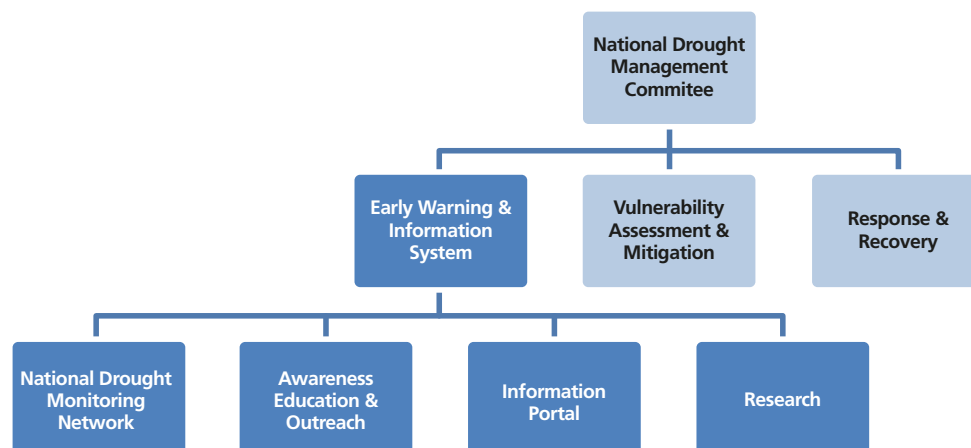 National Drought
Management
Commitee
Early Warning &
Information
System
Vulnerability
Assessment &
Mitigation
Response &
Recovery
National Drought
Monitoring
Network
Awareness
Education &
Outreach
Information
Portal
Research